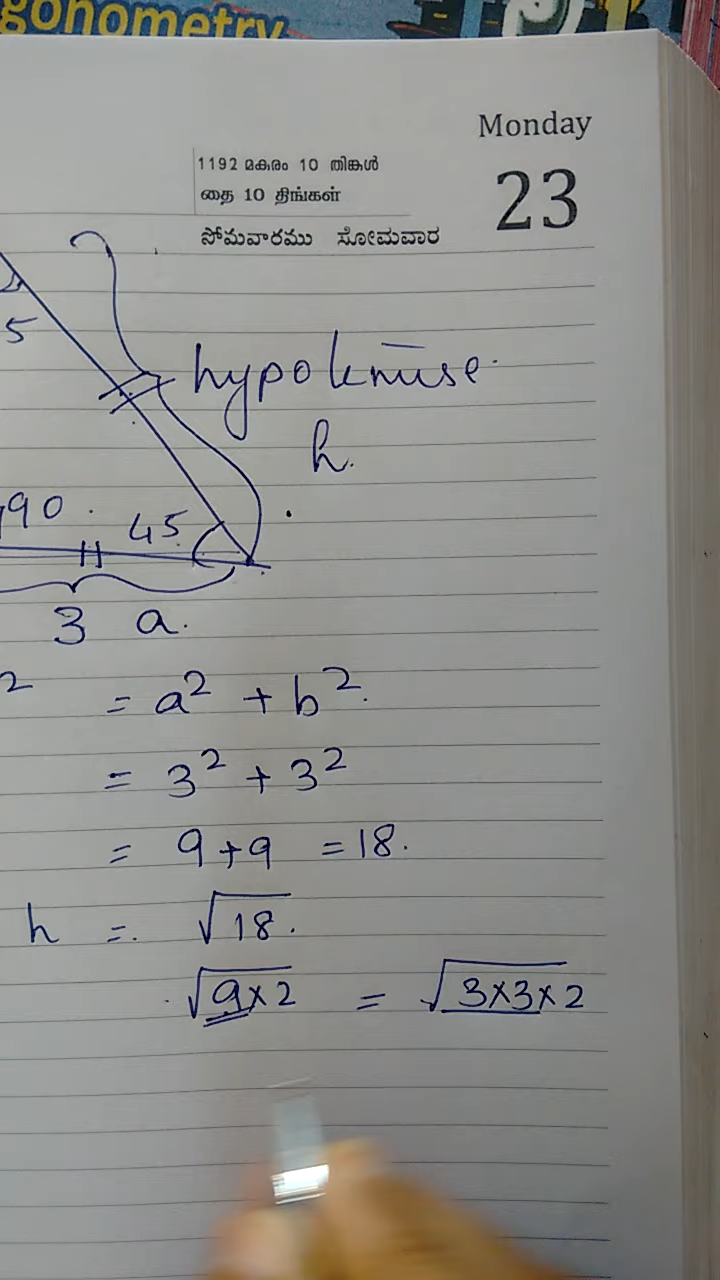 gonometry
Monday
1192 മകരം 10 തിങ്കൾ
23
தை 10 திங்கள்
సోమవారము ಸೋಮವಾರ
5
hypotenuse.
h.
90.
45
3 a.
2 = a² + b².
= 3² + 3²
= 9+9 = 18.
h = √18.
√9×2 = √3×3×2